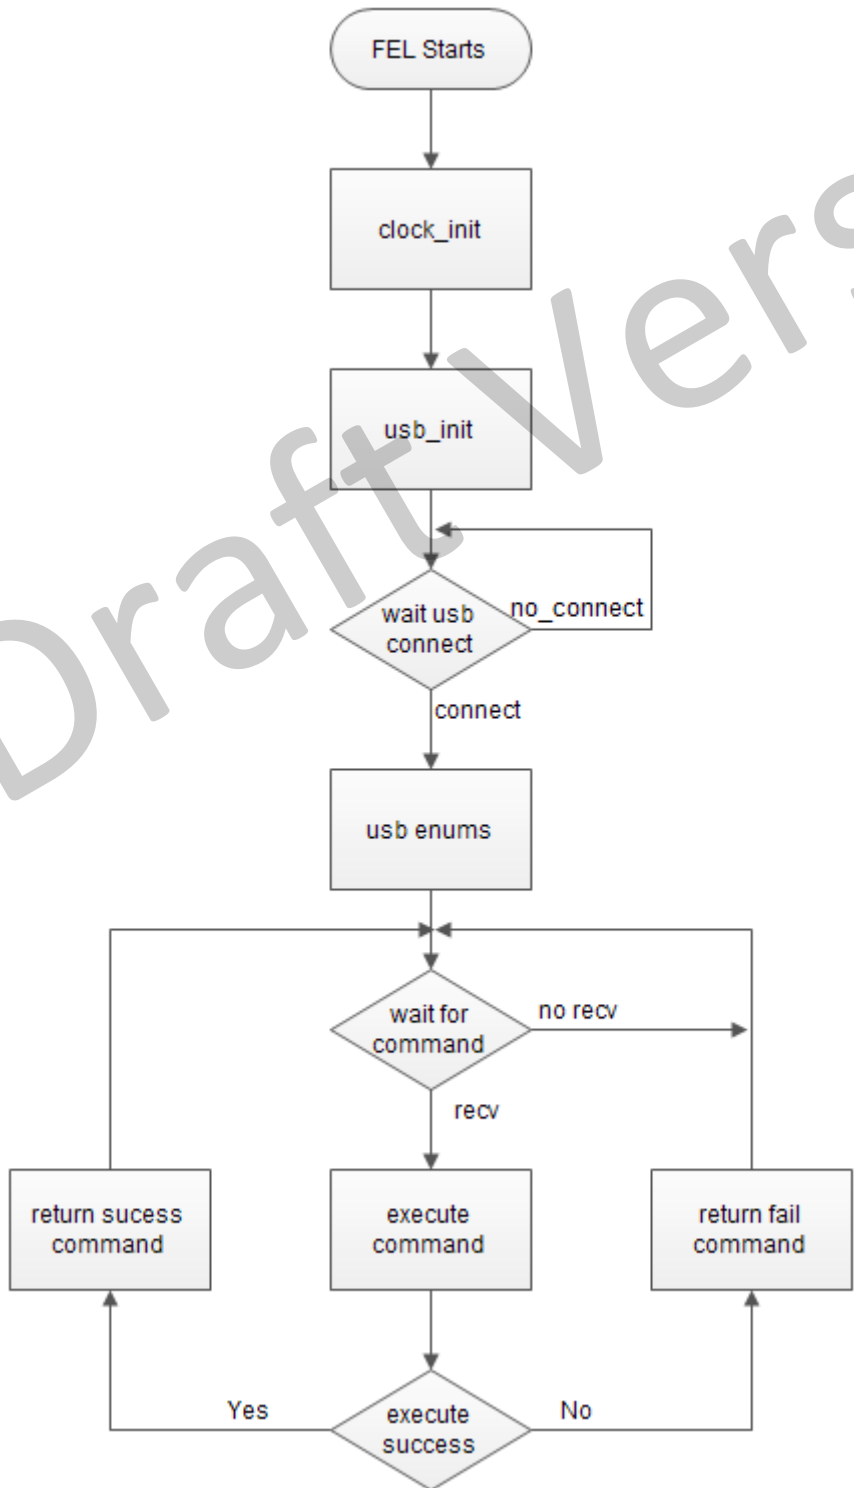 FEL Starts
clock_init
usb_init
wait usb
connect
no_connect
connect
usb enums
wait for
command
no recv
recv
return sucess
command
execute
command
return fail
command
Yes
execute
success
No
Draft Vers